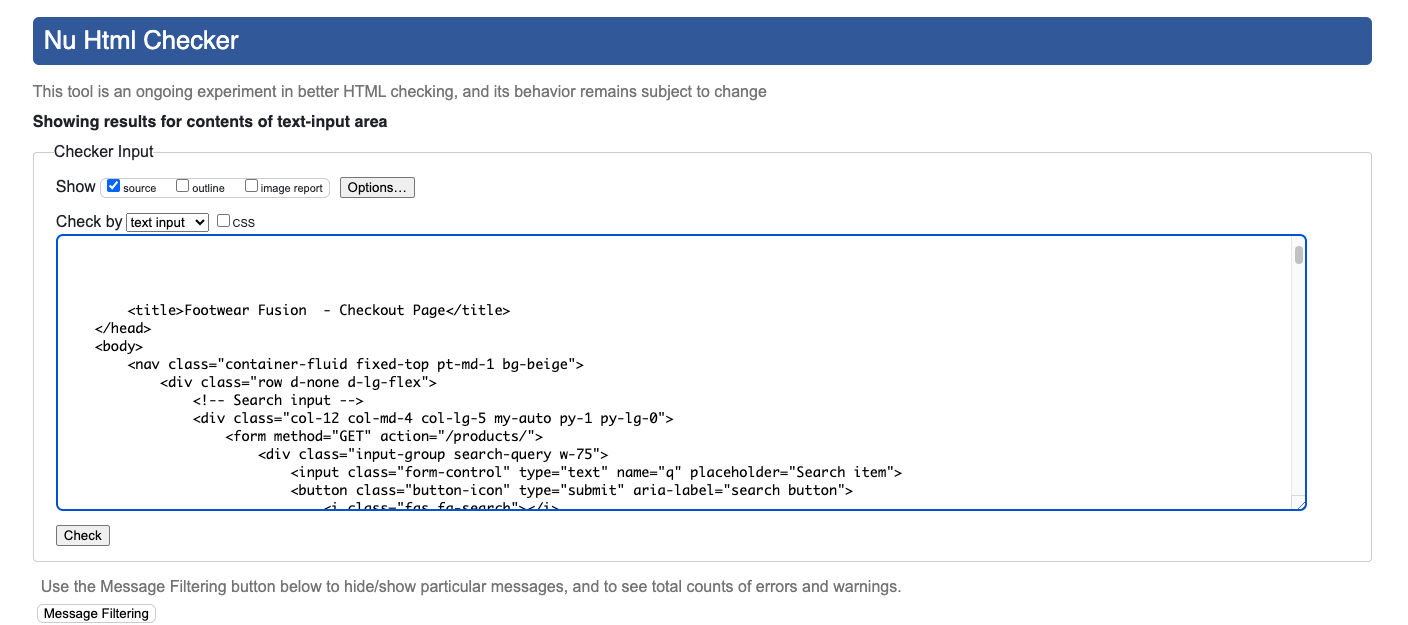 Nu Html Checker
This tool is an ongoing experiment in better HTML checking, and its behavior remains subject to change
Showing results for contents of text-input area
Checker Input
Show source outline image report Options...
Check by text input CSS
<title>Footwear Fusion  - Checkout Page</title>
</head>
<body>
<nav class="container-fluid fixed-top pt-md-1 bg-beige">
<div class="row d-none d-lg-flex">
<!-- Search input -->
<div class="col-12 col-md-4 col-lg-5 my-auto py-1 py-lg-0">
<form method="GET" action="/products/">
<div class="input-group search-query w-75">
<input class="form-control" type="text" name="q" placeholder="Search item">
<button class="button-icon" type="submit" aria-label="search button">
<i class="fas fa-search"></i>
Check
Use the Message Filtering button below to hide/show particular messages, and to see total counts of errors and warnings.
Message Filtering